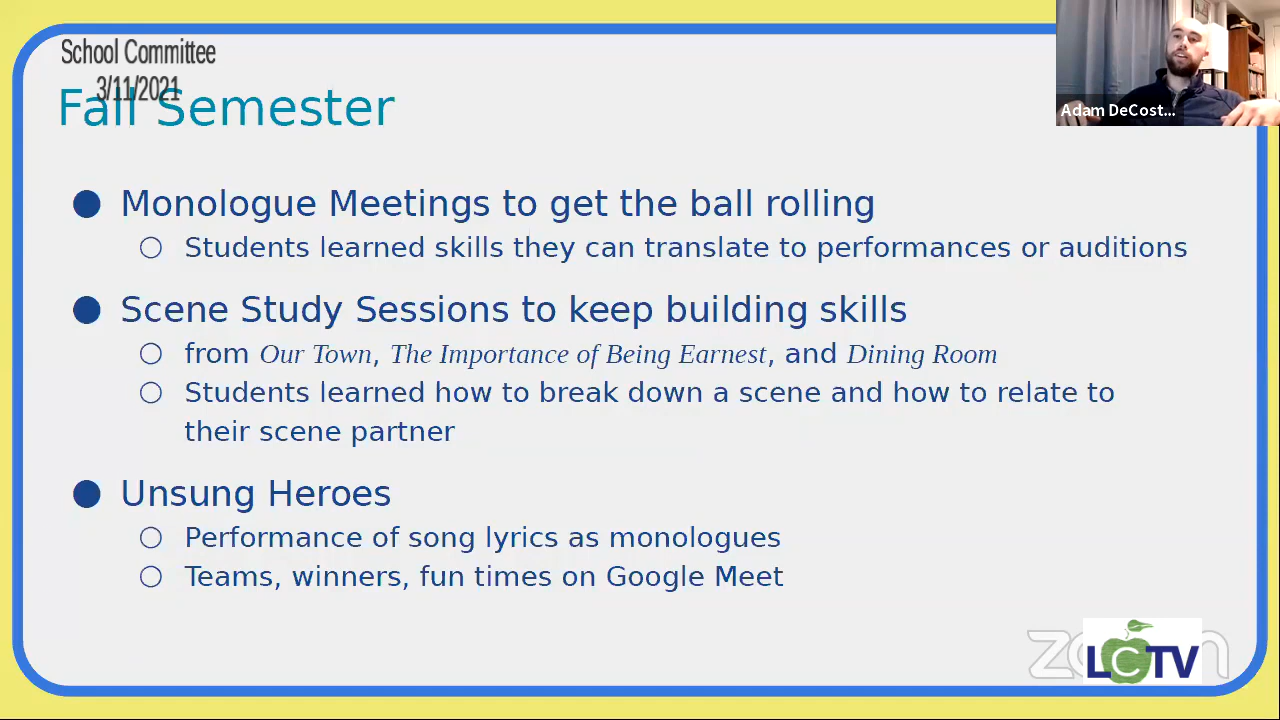 School Committee
3/11/2021
Fall Semester
Adam DeCost...
● Monologue Meetings to get the ball rolling
○ Students learned skills they can translate to performances or auditions
● Scene Study Sessions to keep building skills
○ from Our Town, The Importance of Being Earnest, and Dining Room
○ Students learned how to break down a scene and how to relate to
their scene partner
● Unsung Heroes
○ Performance of song lyrics as monologues
○ Teams, winners, fun times on Google Meet
zoom
LCTV